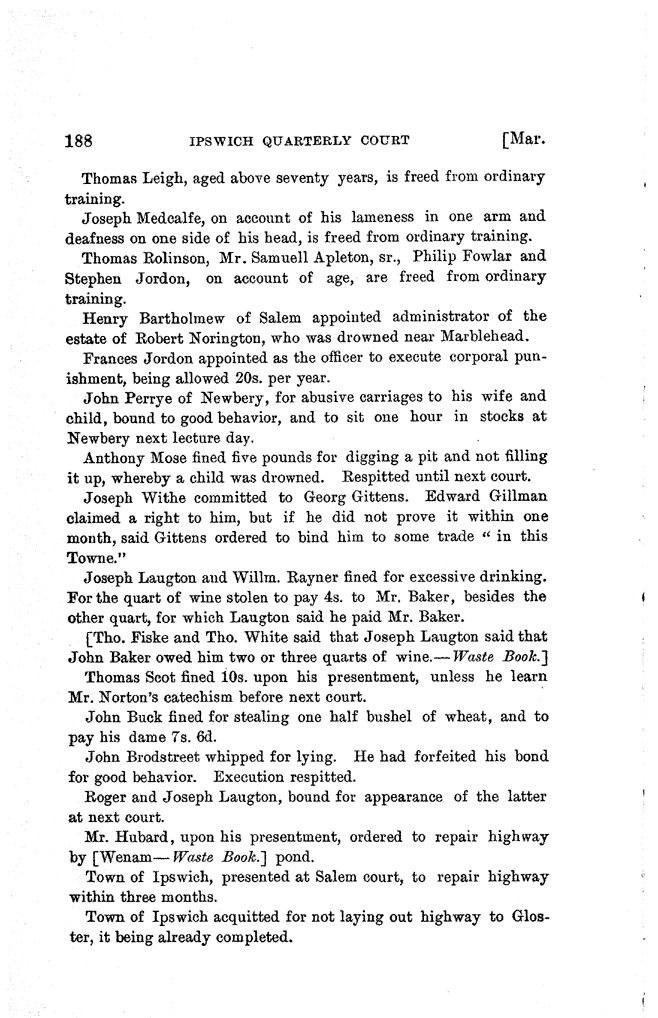 188 IPSWICH QUARTERLY COURT [Mar.
Thomas Leigh, aged above seventy years, is freed from ordinary
training.
Joseph Medcalfe, on account of his lameness in one arm and
deafness on one side of his head, is freed from ordinary training.
Thomas Rolinson, Mr. Samuell Apleton, sr., Philip Fowlar and
Stephen Jordon, on account of age, are freed from ordinary
training.
Henry Bartholmew of Salem appointed administrator of the
estate of Robert Norington, who was drowned near Marblehead.
Frances Jordon appointed as the officer to execute corporal pun-
ishment, being allowed 20s. per year.
John Perrye of Newbery, for abusive carriages to his wife and
child, bound to good behavior, and to sit one hour in stocks at
Newbery next lecture day.
Anthony Mose fined five pounds for digging a pit and not filling
it up, whereby a child was drowned. Respitted until next court.
Joseph Withe committed to Georg Gittens. Edward Gillman
claimed a right to him, but if he did not prove it within one
month, said Gittens ordered to bind him to some trade " in this
Towne."
Joseph Laugton and Willm. Rayner fined for excessive drinking.
For the quart of wine stolen to pay 4s. to Mr. Baker, besides the
other quart, for which Laugton said he paid Mr. Baker.
[Tho. Fiske and Tho. White said that Joseph Laugton said that
John Baker owed him two or three quarts of wine.—Waste Book.]
Thomas Scot fined 10s. upon his presentment, unless he learn
Mr. Norton's catechism before next court.
John Buck fined for stealing one half bushel of wheat, and to
pay his dame 7s. 6d.
John Brodstreet whipped for lying. He had forfeited his bond
for good behavior. Execution respitted.
Roger and Joseph Laugton, bound for appearance of the latter
at next court.
Mr. Hubard, upon his presentment, ordered to repair highway
by [Wenam—Waste Book.] pond.
Town of Ipswich, presented at Salem court, to repair highway
within three months.
Town of Ipswich acquitted for not laying out highway to Glos-
ter, it being already completed.